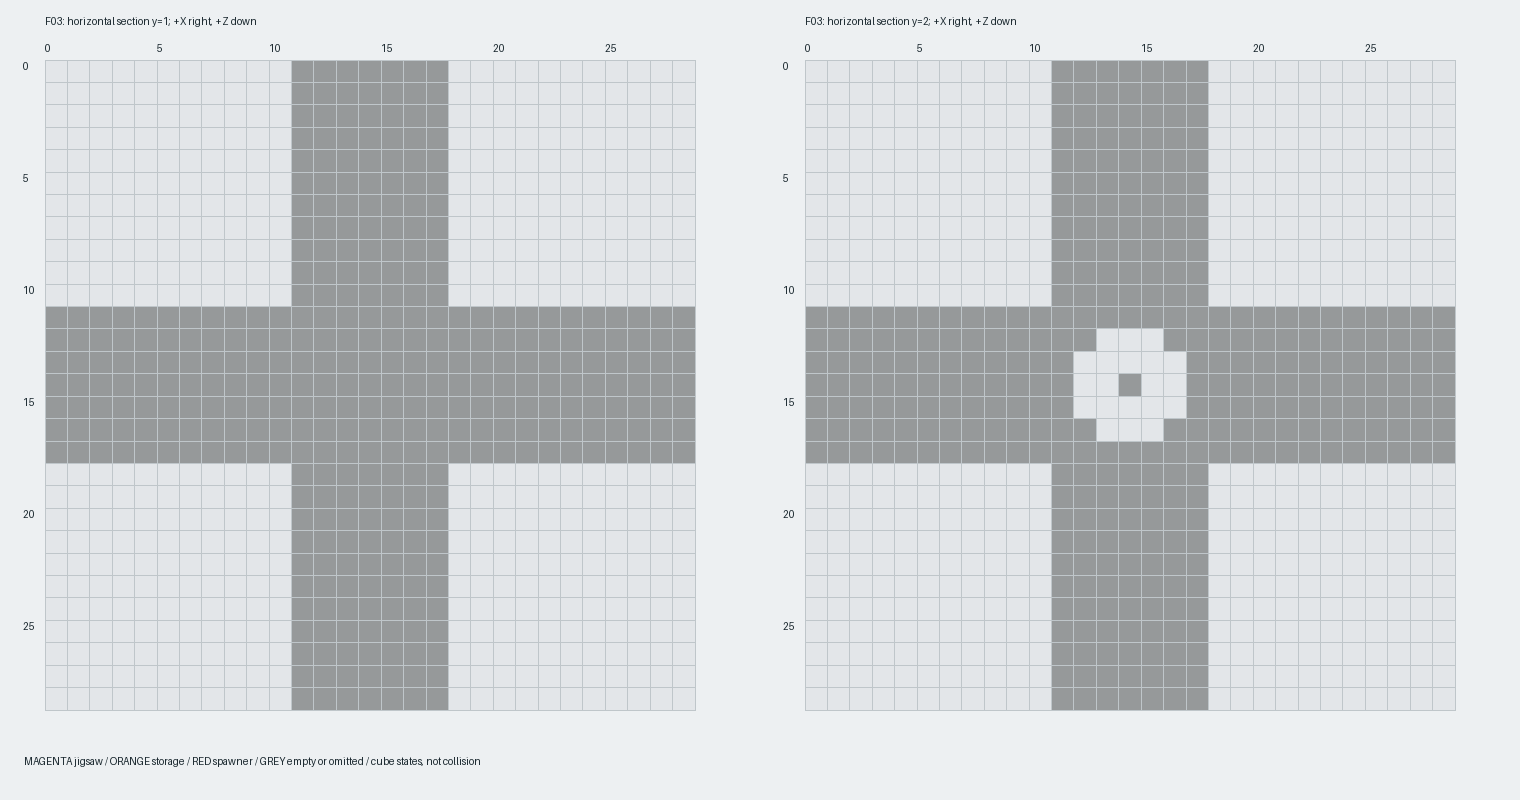 F03: horizontal section y=1; +X right, +Z down
F03: horizontal section y=2; +X right, +Z down
0 5 10 15 20 25
0 5 10 15 20 25
0
5
10
15
20
25
0
5
10
15
20
25
MAGENTA jigsaw / ORANGE storage / RED spawner / GREY empty or omitted / cube states, not collision